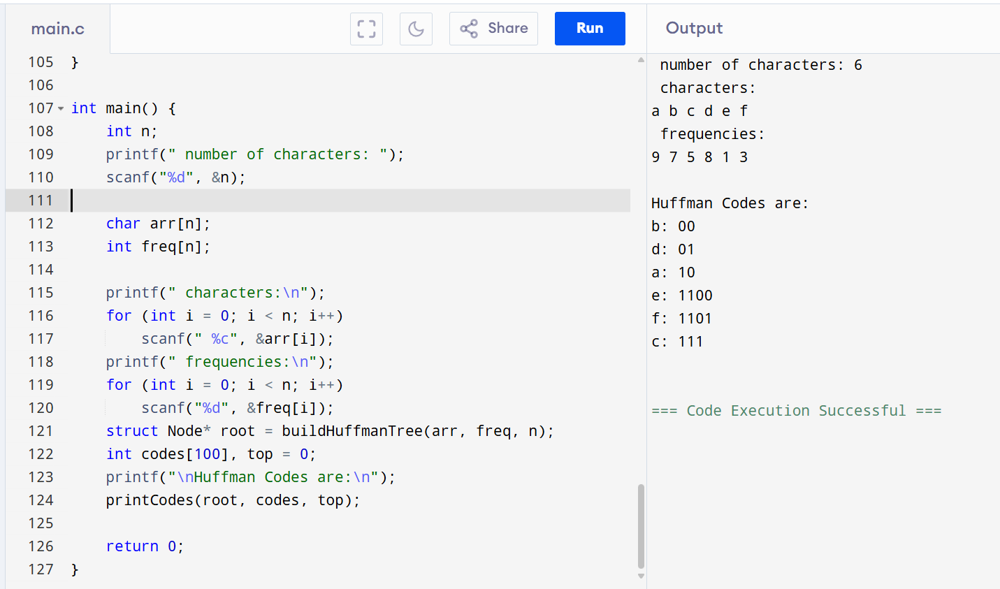 main.c
Share
Run
105 }
106
107 int main() {
108     int n;
109     printf(" number of characters: ");
110     scanf("%d", &n);
111
112     char arr[n];
113     int freq[n];
114
115     printf(" characters:\n");
116     for (int i = 0; i < n; i++)
117         scanf(" %c", &arr[i]);
118     printf(" frequencies:\n");
119     for (int i = 0; i < n; i++)
120         scanf("%d", &freq[i]);
121     struct Node* root = buildHuffmanTree(arr, freq, n);
122     int codes[100], top = 0;
123     printf("\nHuffman Codes are:\n");
124     printCodes(root, codes, top);
125
126     return 0;
127 }
Output
 number of characters: 6
 characters:
a b c d e f
 frequencies:
9 7 5 8 1 3

Huffman Codes are:
b: 00
d: 01
a: 10
e: 1100
f: 1101
c: 111

=== Code Execution Successful ===